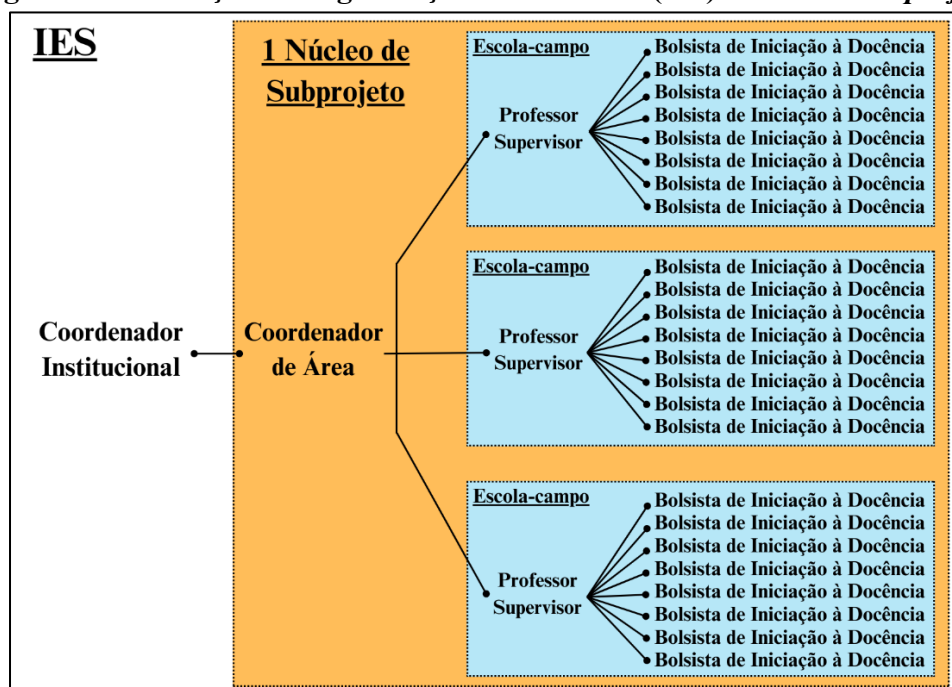 IES
1 Núcleo de
Subprojeto
Coordenador
Institucional
Coordenador
de Área
Escola-campo
Professor
Supervisor
Bolsista de Iniciação à Docência
Bolsista de Iniciação à Docência
Bolsista de Iniciação à Docência
Bolsista de Iniciação à Docência
Bolsista de Iniciação à Docência
Bolsista de Iniciação à Docência
Bolsista de Iniciação à Docência
Bolsista de Iniciação à Docência
Escola-campo
Professor
Supervisor
Bolsista de Iniciação à Docência
Bolsista de Iniciação à Docência
Bolsista de Iniciação à Docência
Bolsista de Iniciação à Docência
Bolsista de Iniciação à Docência
Bolsista de Iniciação à Docência
Bolsista de Iniciação à Docência
Bolsista de Iniciação à Docência
Escola-campo
Professor
Supervisor
Bolsista de Iniciação à Docência
Bolsista de Iniciação à Docência
Bolsista de Iniciação à Docência
Bolsista de Iniciação à Docência
Bolsista de Iniciação à Docência
Bolsista de Iniciação à Docência
Bolsista de Iniciação à Docência
Bolsista de Iniciação à Docência